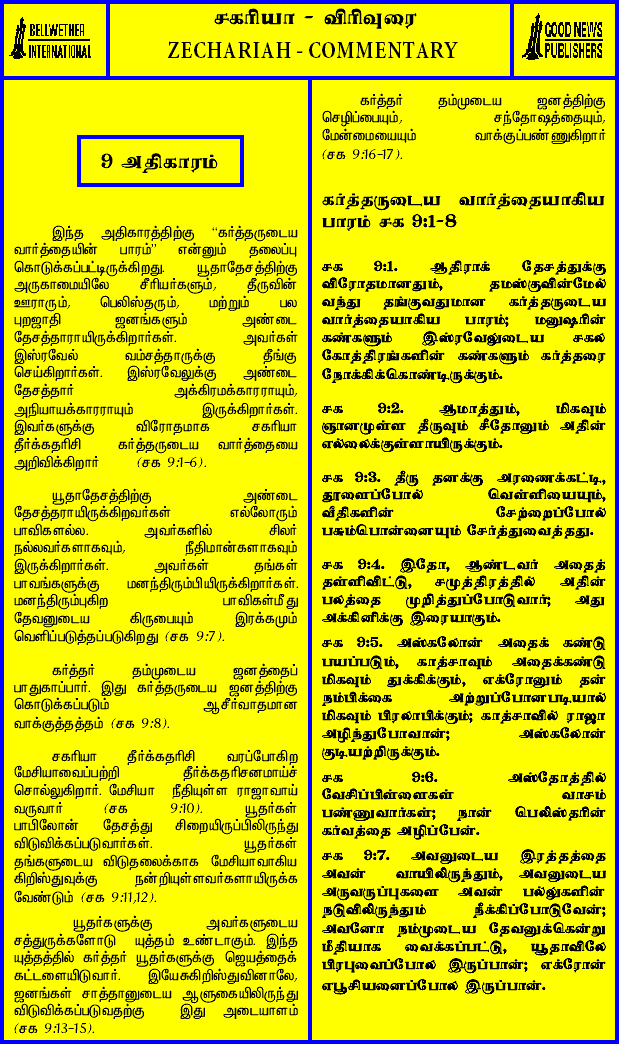 BELLWETHER
INTERNATIONAL
சகரியா - விரிவுரை
ZECHARIAH - COMMENTARY
GOOD NEWS
PUBLISHERS
9 அதிகாரம்
இந்த அதிகாரத்திற்கு “கர்த்தருடைய
வார்த்தையின் பாரம்” என்னும் தலைப்பு
கொடுக்கப்பட்டிருக்கிறது. யூதாதேசத்திற்கு
அருகாமையிலே சீரியர்களும், தீருவின்
ஊராரும், பெலிஸ்தரும், மற்றும் பல
புறஜாதி ஜனங்களும் அண்டை
தேசத்தாராயிருக்கிறார்கள். அவர்கள்
இஸ்ரவேல் வம்சத்தாருக்கு தீங்கு
செய்கிறார்கள். இஸ்ரவேலுக்கு அண்டை
தேசத்தார் அக்கிரமக்காரராயும்,
அநியாயக்காரராயும் இருக்கிறார்கள்.
இவர்களுக்கு விரோதமாக சகரியா
தீர்க்கதரிசி கர்த்தருடைய வார்த்தையை
அறிவிக்கிறார் (சக 9:1-6).
யூதாதேசத்திற்கு அண்டை
தேசத்தராயிருக்கிறவர்கள் எல்லோரும்
பாவிகளல்ல. அவர்களில் சிலர்
நல்லவர்களாகவும், நீதிமான்களாகவும்
இருக்கிறார்கள். அவர்கள் தங்கள்
பாவங்களுக்கு மனந்திரும்பியிருக்கிறார்கள்.
மனந்திரும்புகிற பாவிகள்மீது
தேவனுடைய கிருபையும் இரக்கமும்
வெளிப்படுத்தப்படுகிறது (சக 9:7).
கர்த்தர் தம்முடைய ஜனத்தைப்
பாதுகாப்பார். இது கர்த்தருடைய ஜனத்திற்கு
கொடுக்கப்படும் ஆசீர்வாதமான
வாக்குத்தத்தம் (சக 9:8).
சகரியா தீர்க்கதரிசி வரப்போகிற
மேசியாவைப்பற்றி தீர்க்கதரிசனமாய்ச்
சொல்லுகிறார். மேசியா நீதியுள்ள ராஜாவாய்
வருவார் (சக 9:10). யூதர்கள்
பாபிலோன் தேசத்து சிறையிருப்பிலிருந்து
விடுவிக்கப்படுவார்கள். யூதர்கள்
தங்களுடைய விடுதலைக்காக மேசியாவாகிய
கிறிஸ்துவுக்கு நன்றியுள்ளவர்களாயிருக்க
வேண்டும் (சக 9:11,12).
யூதர்களுக்கு அவர்களுடைய
சத்துருக்களோடு யுத்தம் உண்டாகும். இந்த
யுத்தத்தில் கர்த்தர் யூதர்களுக்கு ஜெயத்தைக்
கட்டளையிடுவார். இயேசுகிறிஸ்துவினாலே,
ஜனங்கள் சாத்தானுடைய ஆளுகையிலிருந்து
விடுவிக்கப்படுவதற்கு இது அடையாளம்
(சக 9:13-15).
கர்த்தர் தம்முடைய ஜனத்திற்கு
செழிப்பையும், சந்தோஷத்தையும்,
மேன்மையையும் வாக்குப்பண்ணுகிறார்
(சக 9:16-17).
கர்த்தருடைய வார்த்தையாகிய
பாரம் சக 9:1-8
சக 9:1. ஆதிராக் தேசத்துக்கு
விரோதமானதும், தமஸ்குவின்மேல்
வந்து தங்குவதுமான கர்த்தருடைய
வார்த்தையாகிய பாரம்; மனுஷரின்
கண்களும் இஸ்ரவேலுடைய சகல
கோத்திரங்களின் கண்களும் கர்த்தரை
நோக்கிக்கொண்டிருக்கும்.
சக 9:2. ஆமாத்தும், மிகவும்
ஞானமுள்ள தீருவும் சீதோனும் அதின்
எல்லைக்குள்ளாயிருக்கும்.
சக 9:3. தீரு தனக்கு அரணைக்கட்டி,
தூளைப்போல் வெள்ளியையும்,
வீதிகளின் சேற்றைப்போல்
பசும்பொன்னையும் சேர்த்துவைத்தது.
சக 9:4. இதோ, ஆண்டவர் அதைத்
தள்ளிவிட்டு, சமுத்திரத்தில் அதின்
பலத்தை முறித்துப்போடுவார்; அது
அக்கினிக்கு இரையாகும்.
சக 9:5. அஸ்கலோன் அதைக் கண்டு
பயப்படும், காத்சாவும் அதைக்கண்டு
மிகவும் துக்கிக்கும், எக்ரோனும் தன்
நம்பிக்கை அற்றுப்போனபடியால்
மிகவும் பிரலாபிக்கும்; காத்சாவில் ராஜா
அழிந்துபோவான்; அஸ்கலோன்
குடியற்றிருக்கும்.
சக 9:6. அஸ்தோத்தில்
வேசிப்பிள்ளைகள் வாசம்
பண்ணுவார்கள்; நான் பெலிஸ்தரின்
கர்வத்தை அழிப்பேன்.
சக 9:7. அவனுடைய இரத்தத்தை
அவன் வாயிலிருந்தும், அவனுடைய
அருவருப்புகளை அவன் பல்லுகளின்
நடுவிலிருந்தும் நீக்கிப்போடுவேன்;
அவனோ நம்முடைய தேவனுக்கென்று
மீதியாக வைக்கப்பட்டு, யூதாவிலே
பிரபுவைப்போல இருப்பான்; எக்ரோன்
எபூசியனைப்போல இருப்பான்.